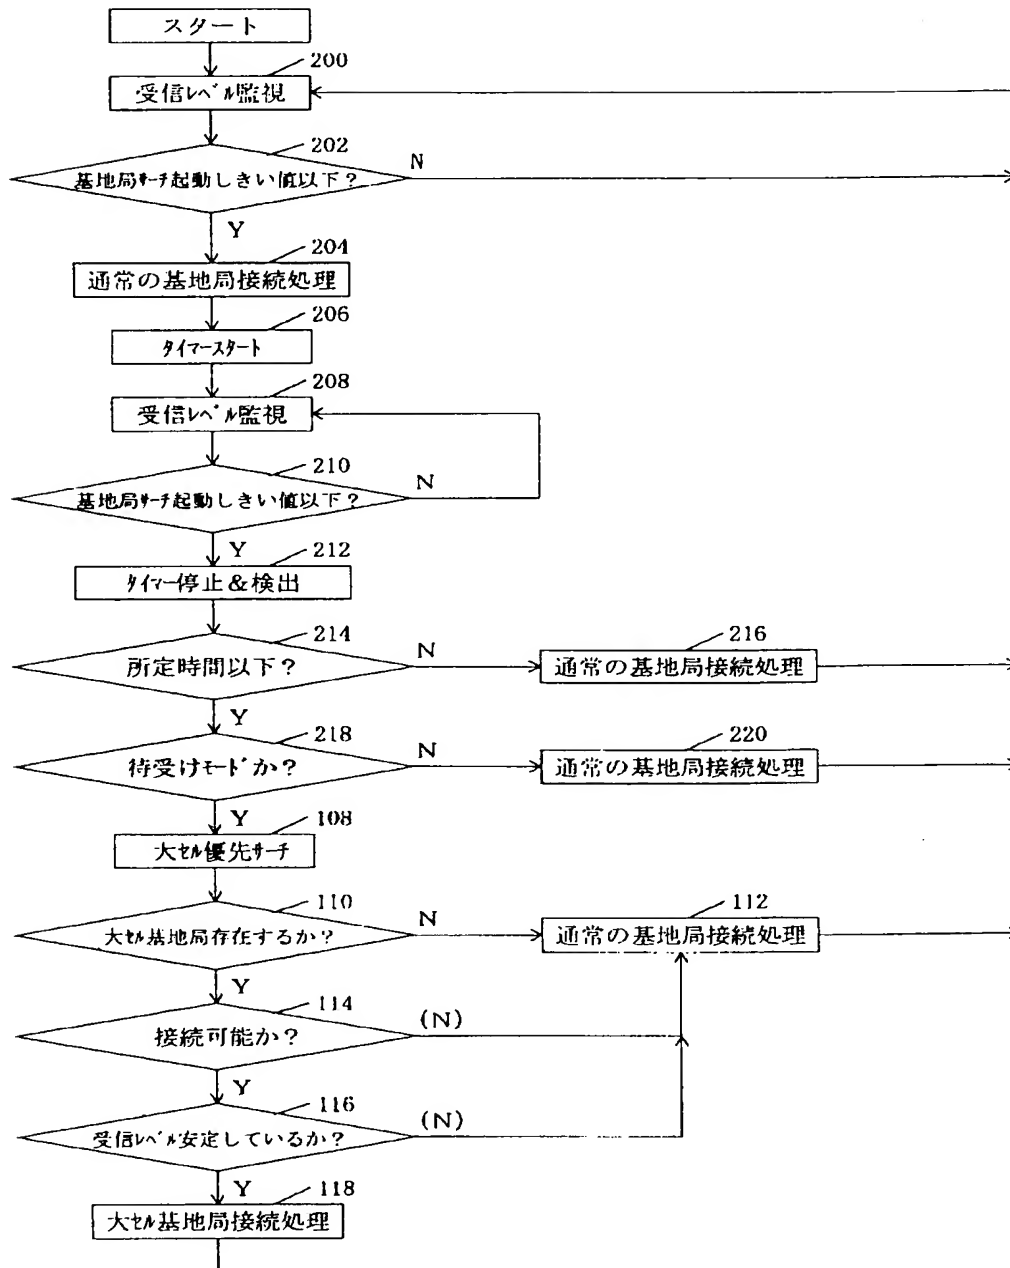 スタート
200
受信ﾚﾍﾞﾙ監視
202
基地局ｻｰﾁ起動しきい値以下？
N
Y
204
通常の基地局接続処理
206
ﾀｲﾏｰｽﾀｰﾄ
208
受信ﾚﾍﾞﾙ監視
210
基地局ｻｰﾁ起動しきい値以下？
N
Y
212
ﾀｲﾏｰ停止＆検出
214
所定時間以下？
N
216
通常の基地局接続処理
Y
218
待受けﾓｰﾄﾞか？
N
220
通常の基地局接続処理
Y
108
大ｾﾙ優先ｻｰﾁ
110
大ｾﾙ基地局存在するか？
N
112
通常の基地局接続処理
Y
114
接続可能か？
(N)
Y
116
受信ﾚﾍﾞﾙ安定しているか？
(N)
Y
118
大ｾﾙ基地局接続処理